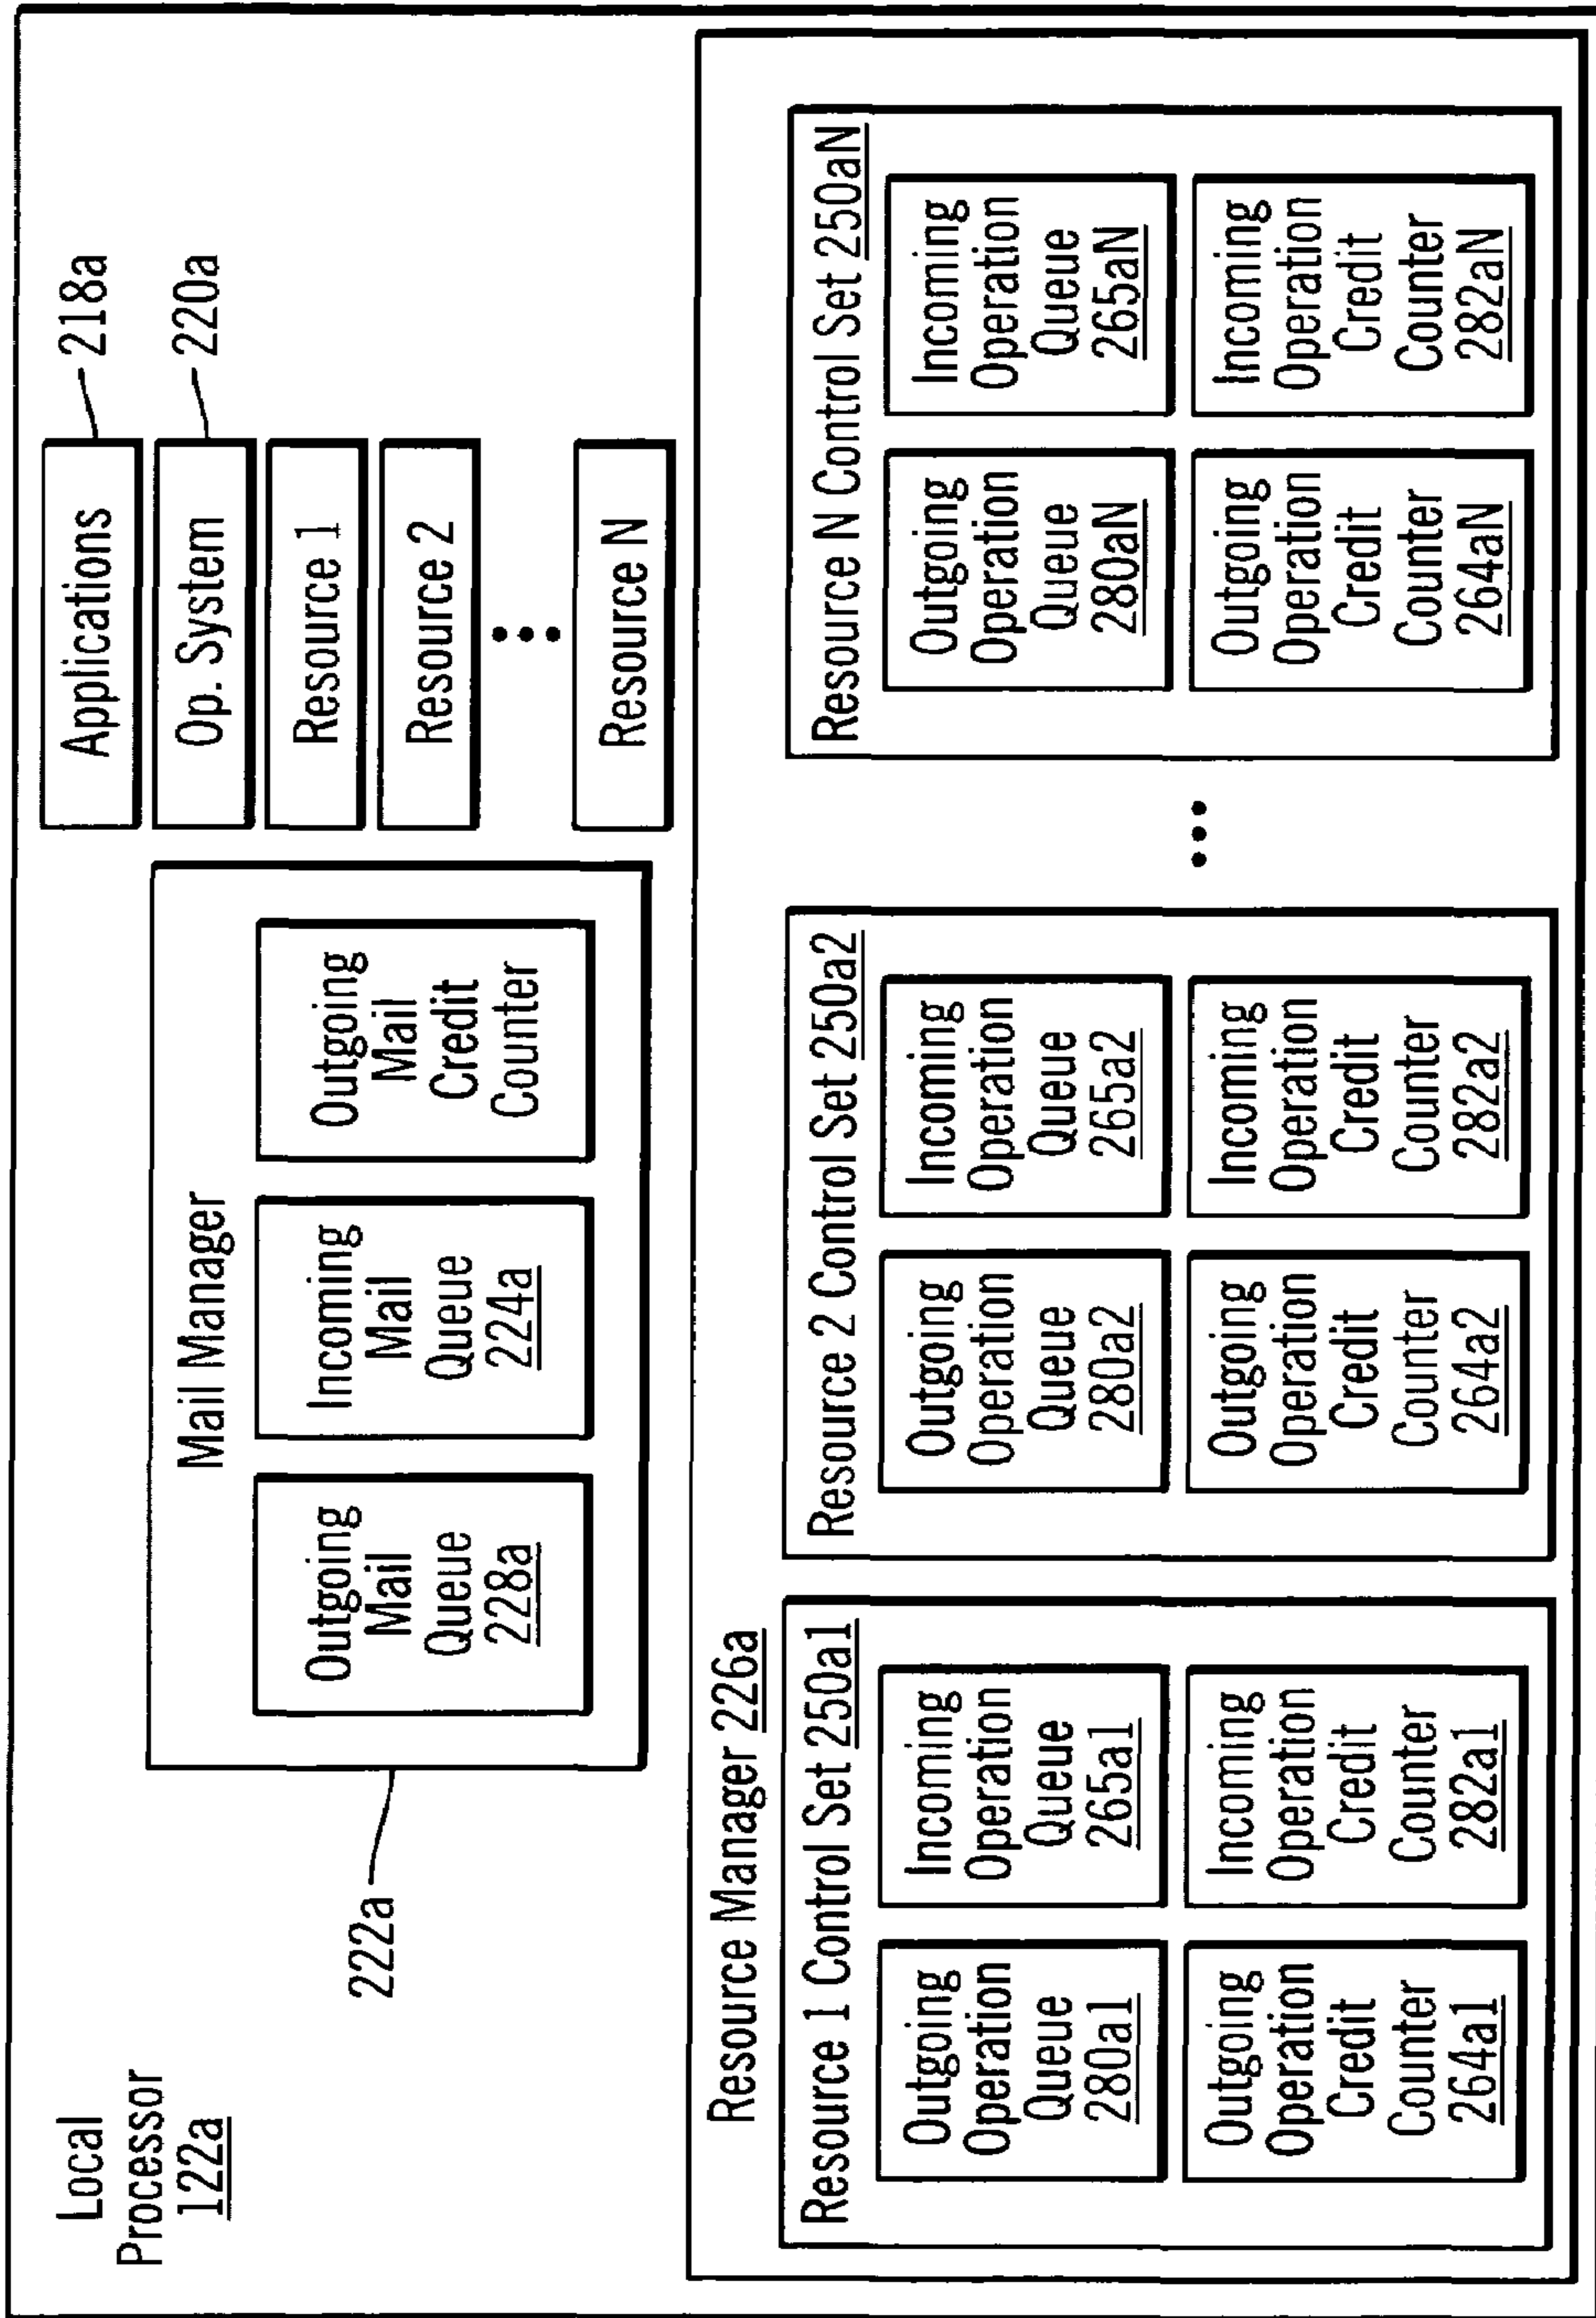 Local
Processor
122a
222a
Mail Manager
Outgoing
Mail
Queue
228a
Incoming
Mail
Queue
224a
Outgoing
Mail
Credit
Counter
Applications
218a
Op. System
220a
Resource 1
Resource 2
Resource N
Resource Manager 226a
Resource 1 Control Set 250a1
Outgoing
Operation
Queue
280a1
Incoming
Operation
Queue
265a1
Outgoing
Operation
Credit
Counter
264a1
Incoming
Operation
Credit
Counter
282a1
Resource 2 Control Set 250a2
Outgoing
Operation
Queue
280a2
Incoming
Operation
Queue
265a2
Outgoing
Operation
Credit
Counter
264a2
Incoming
Operation
Credit
Counter
282a2
Resource N Control Set 250aN
Outgoing
Operation
Queue
280aN
Incoming
Operation
Queue
265aN
Outgoing
Operation
Credit
Counter
264aN
Incoming
Operation
Credit
Counter
282aN